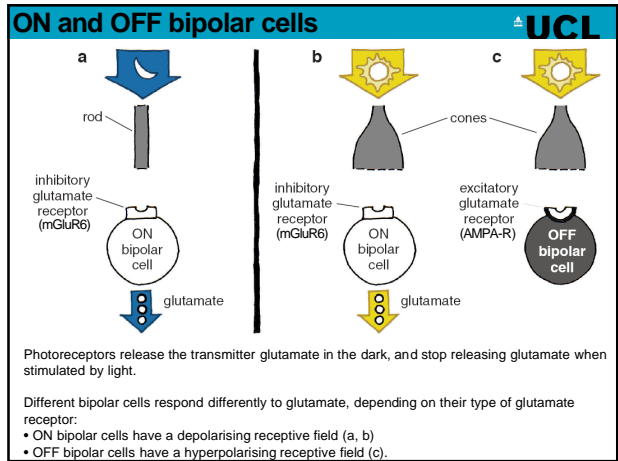 ON and OFF bipolar cells
UCL
a
b
c
rod
cones
inhibitory
glutamate
receptor
(mGluR6)
ON
bipolar
cell
glutamate
inhibitory
glutamate
receptor
(mGluR6)
ON
bipolar
cell
glutamate
excitatory
glutamate
receptor
(AMPA-R)
OFF
bipolar
cell
Photoreceptors release the transmitter glutamate in the dark, and stop releasing glutamate when
stimulated by light.
Different bipolar cells respond differently to glutamate, depending on their type of glutamate
receptor:
• ON bipolar cells have a depolarising receptive field (a, b)
• OFF bipolar cells have a hyperpolarising receptive field (c).